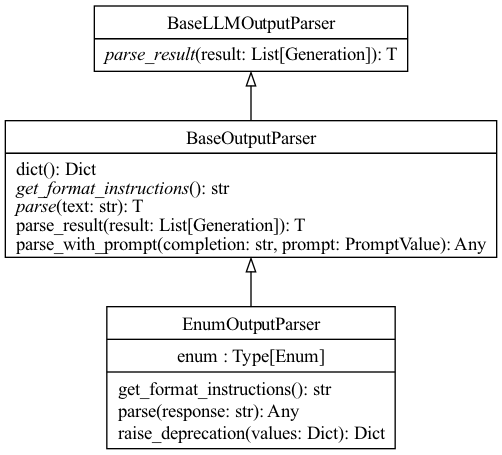 BaseLLMOutputParser
parse_result(result: List[Generation]): T
BaseOutputParser
dict(): Dict
get_format_instructions(): str
parse(text: str): T
parse_result(result: List[Generation]): T
parse_with_prompt(completion: str, prompt: PromptValue): Any
EnumOutputParser
enum : Type[Enum]
get_format_instructions(): str
parse(response: str): Any
raise_deprecation(values: Dict): Dict